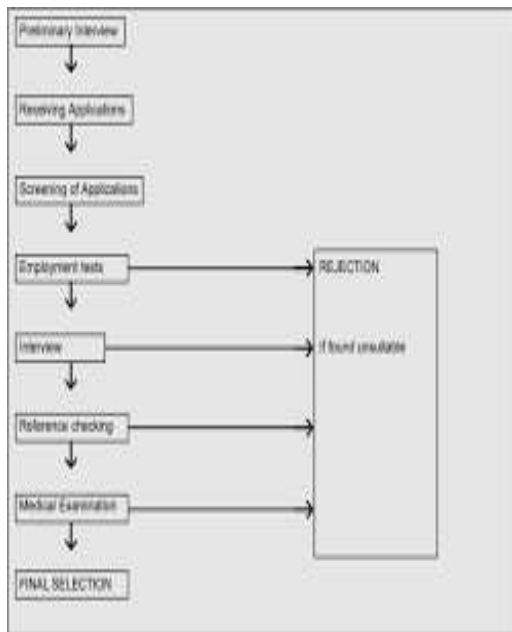 Preliminary Interview
Receiving Applications
Screening of Applications
Employment tests
REJECTION
Interview
If found unsuitable
Reference checking
Medical Examination
FINAL SELECTION